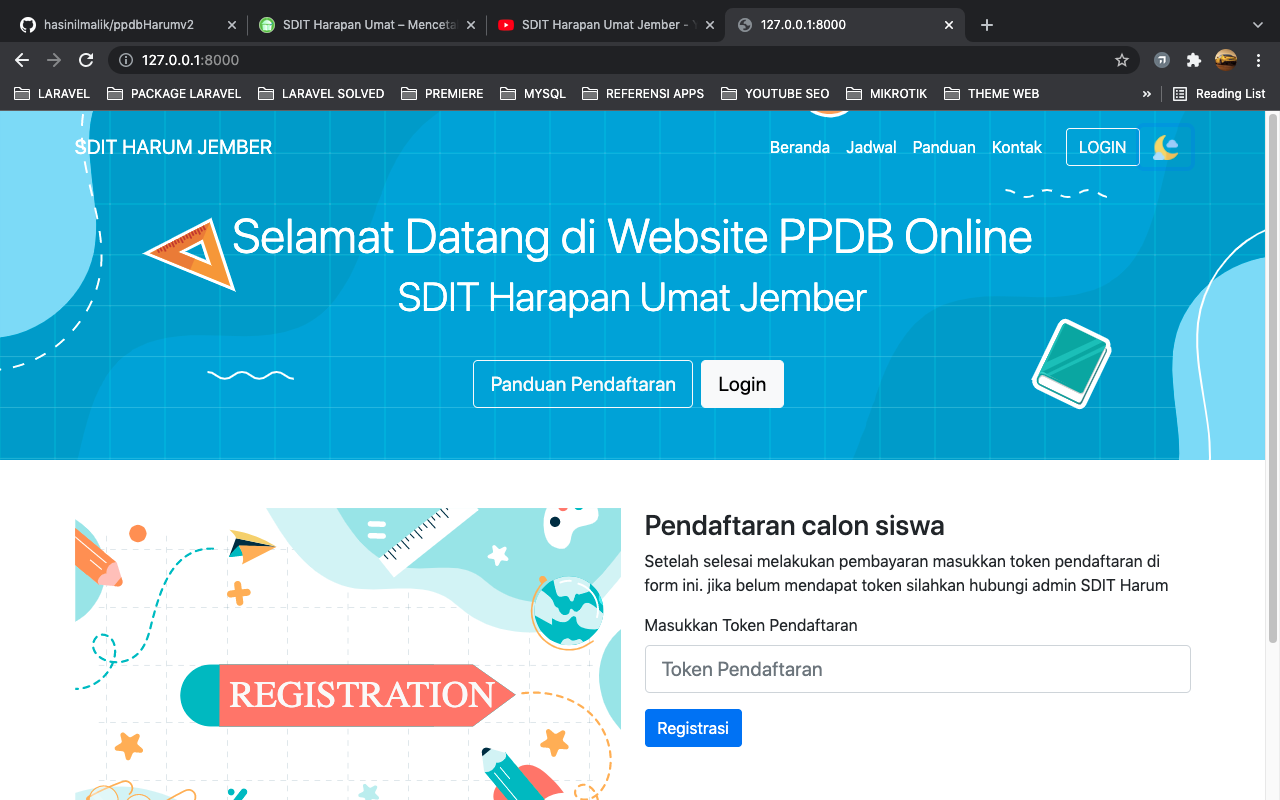 hasinilmalik/ppdbHarumv2
SDIT Harapan Umat – Menceta
SDIT Harapan Umat Jember - Y
127.0.0.1:8000
127.0.0.1:8000
LARAVEL
PACKAGE LARAVEL
LARAVEL SOLVED
PREMIERE
MYSQL
REFERENSI APPS
YOUTUBE SEO
MIKROTIK
THEME WEB
»
Reading List
SDIT HARUM JEMBER
Beranda
Jadwal
Panduan
Kontak
LOGIN
Selamat Datang di Website PPDB Online
SDIT Harapan Umat Jember
Panduan Pendaftaran
Login
REGISTRATION
Pendaftaran calon siswa
Setelah selesai melakukan pembayaran masukkan token pendaftaran di
form ini. jika belum mendapat token silahkan hubungi admin SDIT Harum
Masukkan Token Pendaftaran
Token Pendaftaran
Registrasi